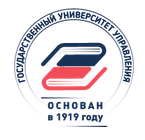 ГОСУДАРСТВЕННЫЙ УНИВЕРСИТЕТ УПРАВЛЕНИЯ
ОСНОВАН
в 1919 году